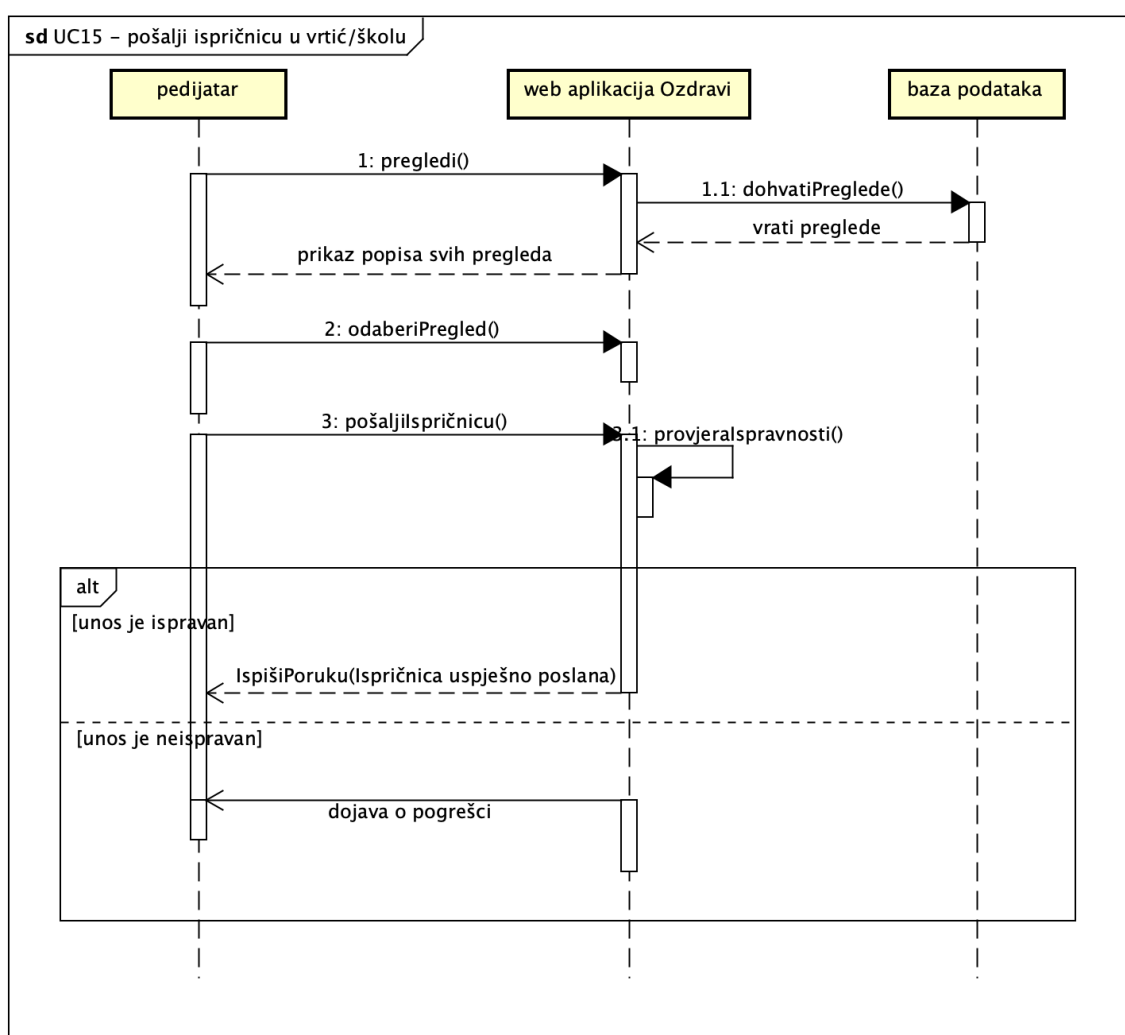 sd UC15 – pošalji ispričnicu u vrtić/školu
pedijatar
web aplikacija Ozdravi
baza podataka
1: pregledi()
1.1: dohvatiPreglede()
vrati preglede
prikaz popisa svih pregleda
2: odaberiPregled()
3: pošaljiIspričnicu()
3.1: provjeraIspravnosti()
alt
[unos je ispravan]
IspišiPoruku(Ispričnica uspješno poslana)
[unos je neispravan]
dojava o pogrešci